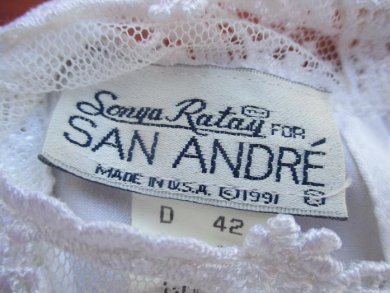 Sonya Ratay FOR
SAN ANDRÉ
MADE IN U.S.A. ©1991
D 42